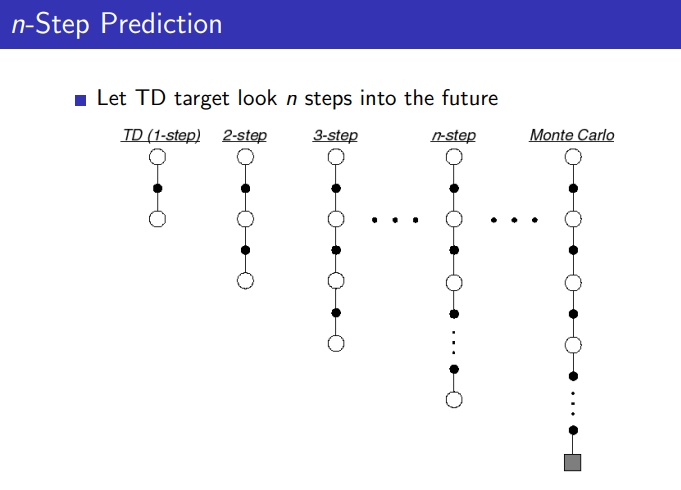 n-Step Prediction
Let TD target look n steps into the future
TD (1-step) 2-step 3-step n-step Monte Carlo